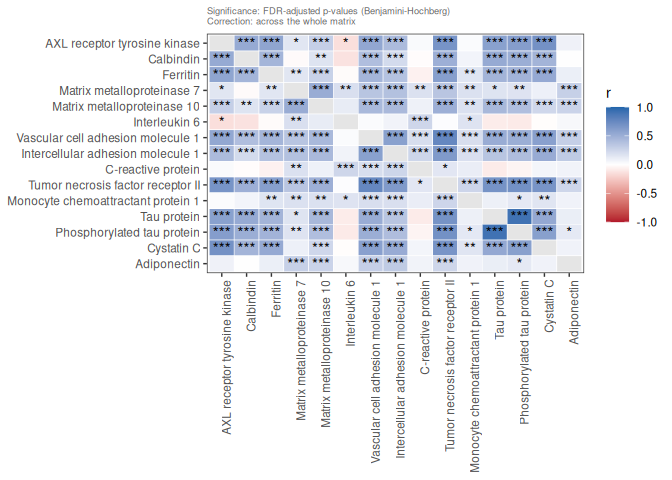 Significance: FDR-adjusted p-values (Benjamini-Hochberg)
Correction: across the whole matrix
AXL receptor tyrosine kinase *** *** * *** * *** *** *** *** *** ***
Calbindin *** *** ** *** *** *** *** *** ***
Ferritin *** *** ** *** *** *** *** ** *** *** ***
Matrix metalloproteinase 7 * ** *** ** *** *** ** *** ** * ** ***
Matrix metalloproteinase 10 *** ** *** *** *** *** *** ** *** *** *** ***
Interleukin 6 * ** *** *
Vascular cell adhesion molecule 1 *** *** *** *** *** *** *** *** *** *** *** *** ***
Intercellular adhesion molecule 1 *** *** *** *** *** *** *** *** *** *** *** *** ***
C-reactive protein ** *** *** *** *
Tumor necrosis factor receptor II *** *** *** *** *** *** *** * *** *** *** *** ***
Monocyte chemoattractant protein 1 ** ** ** * *** *** *** * **
Tau protein *** *** *** * *** *** *** *** *** ***
Phosphorylated tau protein *** *** *** ** *** *** *** *** * *** *** *
Cystatin C *** *** *** *** *** *** *** ** *** ***
Adiponectin *** *** *** *** *** *
AXL receptor tyrosine kinase
Calbindin
Ferritin
Matrix metalloproteinase 7
Matrix metalloproteinase 10
Interleukin 6
Vascular cell adhesion molecule 1
Intercellular adhesion molecule 1
C-reactive protein
Tumor necrosis factor receptor II
Monocyte chemoattractant protein 1
Tau protein
Phosphorylated tau protein
Cystatin C
Adiponectin
r
1.0
0.5
0.0
-0.5
-1.0